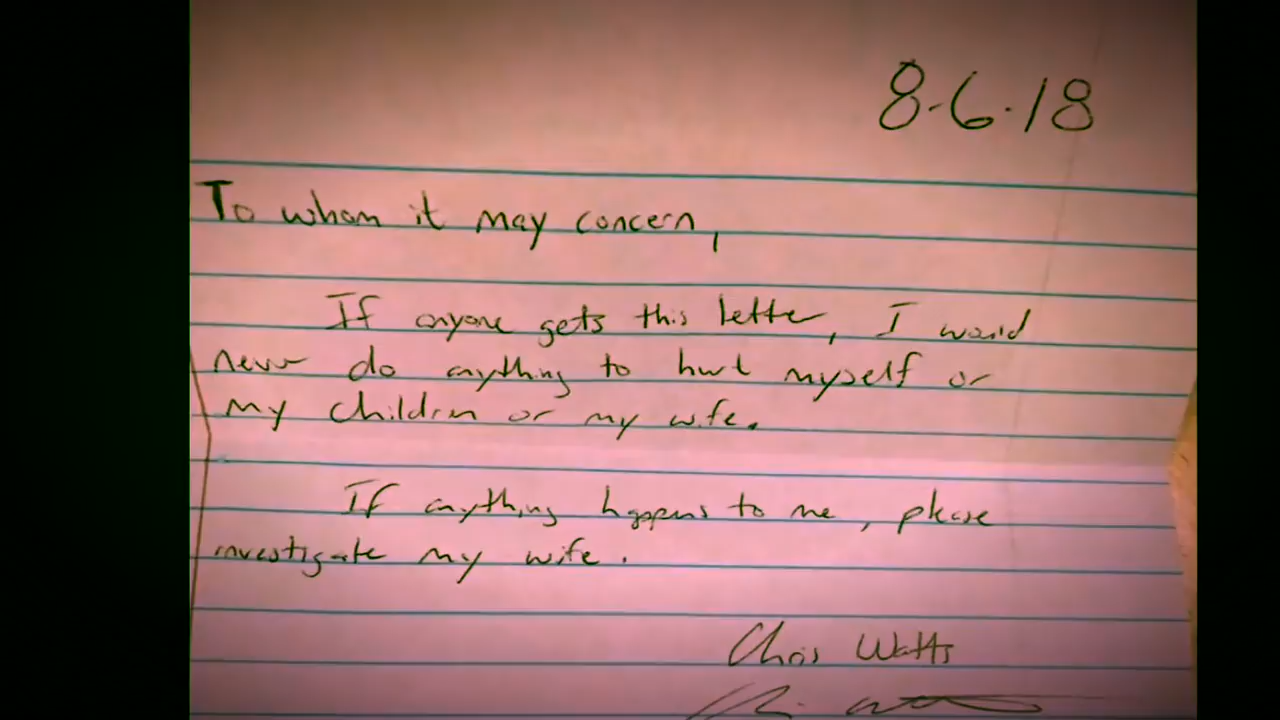 8-6-18
To whom it may concern,
If anyone gets this letter, I would
never do anything to hurt myself or
my children or my wife.
If anything happens to me, please
investigate my wife.
Chris Watts